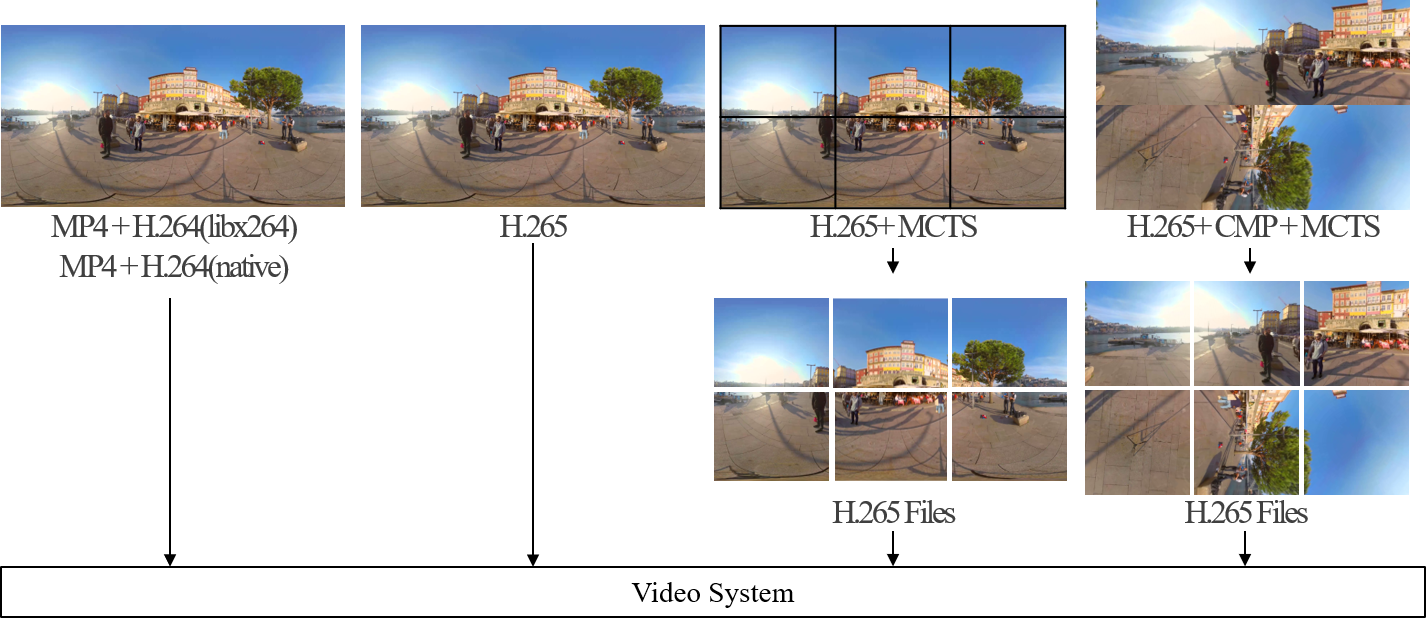 MP4 + H.264(libx264)
MP4 + H.264(native)
H.265
H.265+ MCTS
H.265+ CMP + MCTS
H.265 Files
H.265 Files
Video System